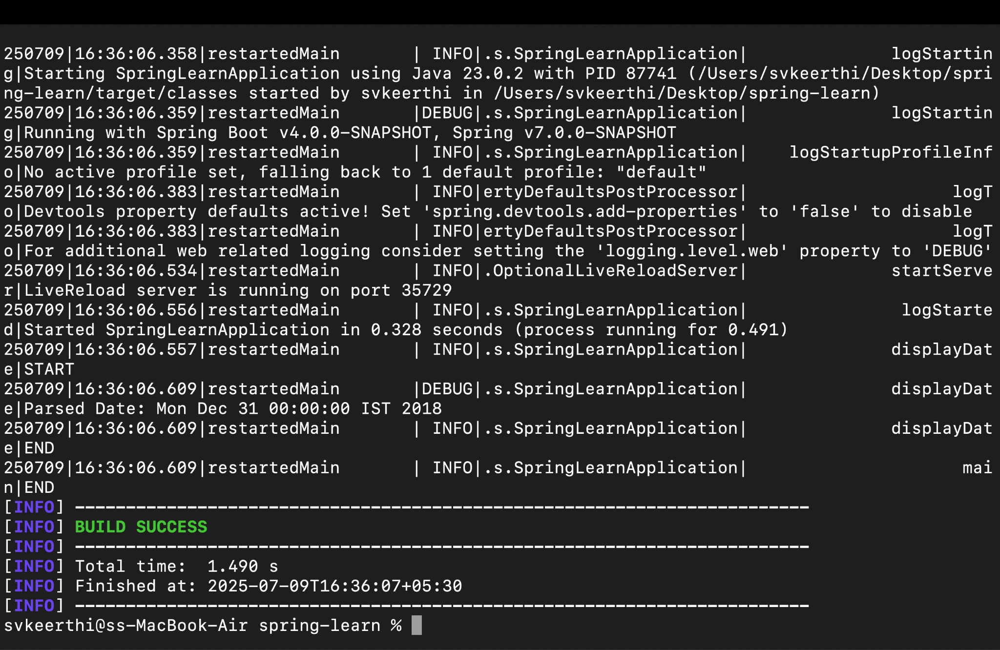 250709|16:36:06.358|restartedMain       | INFO|.s.SpringLearnApplication|              logStartin
g|Starting SpringLearnApplication using Java 23.0.2 with PID 87741 (/Users/svkeerthi/Desktop/spri
ng-learn/target/classes started by svkeerthi in /Users/svkeerthi/Desktop/spring-learn)
250709|16:36:06.359|restartedMain       |DEBUG|.s.SpringLearnApplication|              logStartin
g|Running with Spring Boot v4.0.0-SNAPSHOT, Spring v7.0.0-SNAPSHOT
250709|16:36:06.359|restartedMain       | INFO|.s.SpringLearnApplication|    logStartupProfileInf
o|No active profile set, falling back to 1 default profile: "default"
250709|16:36:06.383|restartedMain       | INFO|ertyDefaultsPostProcessor|                    logT
o|Devtools property defaults active! Set 'spring.devtools.add-properties' to 'false' to disable
250709|16:36:06.383|restartedMain       | INFO|ertyDefaultsPostProcessor|                    logT
o|For additional web related logging consider setting the 'logging.level.web' property to 'DEBUG'
250709|16:36:06.534|restartedMain       | INFO|.OptionalLiveReloadServer|              startServe
r|LiveReload server is running on port 35729
250709|16:36:06.556|restartedMain       | INFO|.s.SpringLearnApplication|               logStarte
d|Started SpringLearnApplication in 0.328 seconds (process running for 0.491)
250709|16:36:06.557|restartedMain       | INFO|.s.SpringLearnApplication|              displayDat
e|START
250709|16:36:06.609|restartedMain       |DEBUG|.s.SpringLearnApplication|              displayDat
e|Parsed Date: Mon Dec 31 00:00:00 IST 2018
250709|16:36:06.609|restartedMain       | INFO|.s.SpringLearnApplication|              displayDat
e|END
250709|16:36:06.609|restartedMain       | INFO|.s.SpringLearnApplication|                     mai
n|END
[INFO] ------------------------------------------------------------------------
[INFO] BUILD SUCCESS
[INFO] ------------------------------------------------------------------------
[INFO] Total time:  1.490 s
[INFO] Finished at: 2025-07-09T16:36:07+05:30
[INFO] ------------------------------------------------------------------------
svkeerthi@ss-MacBook-Air spring-learn %